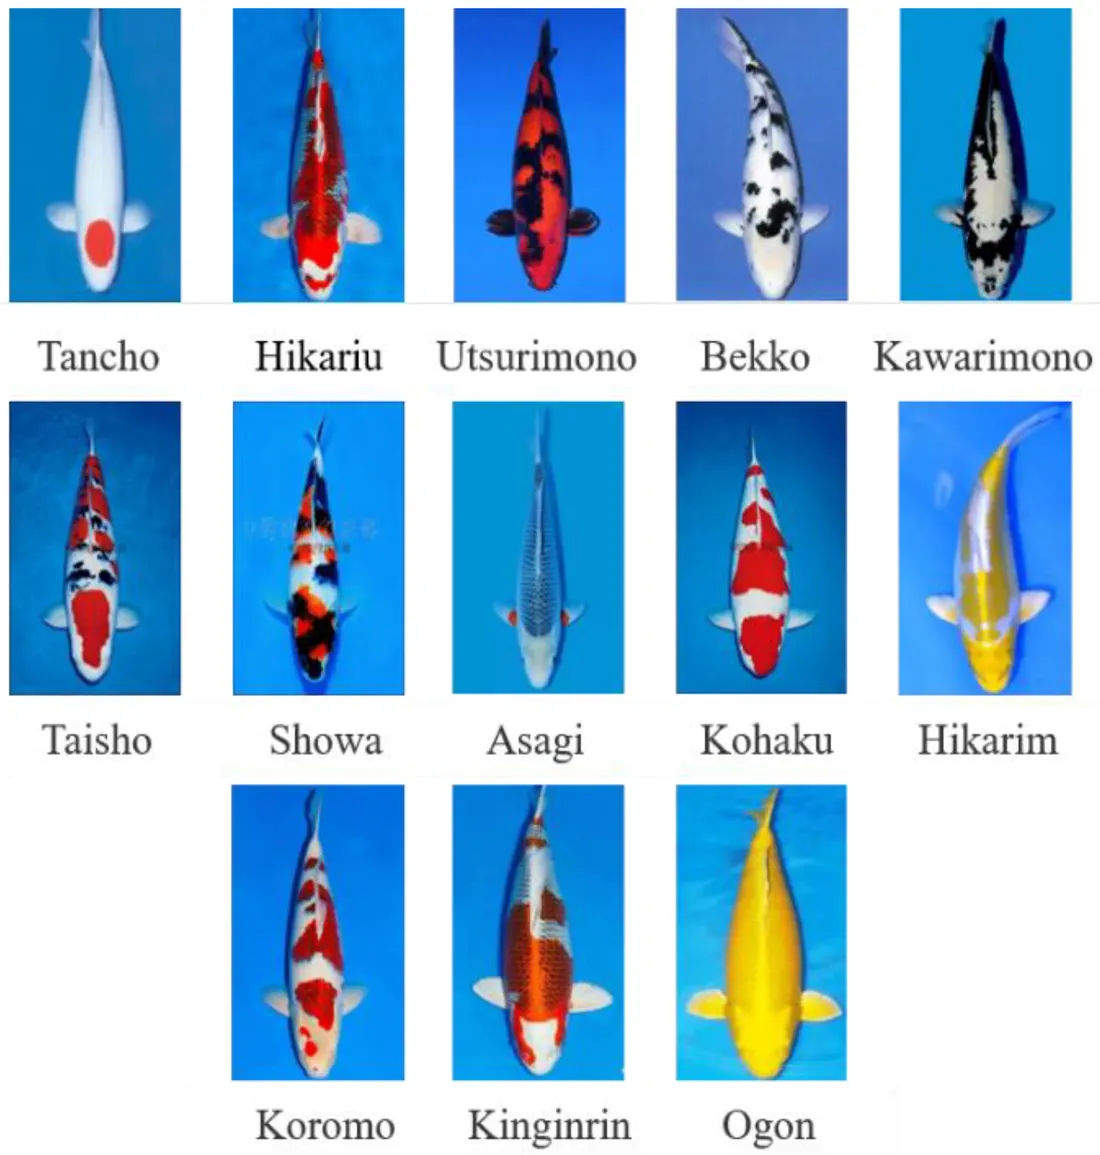 Tancho
Hikariu
Utsurimono
Bekko
Kawarimono
Taisho
Showa
Asagi
Kohaku
Hikarim
Koromo
Kinginrin
Ogon